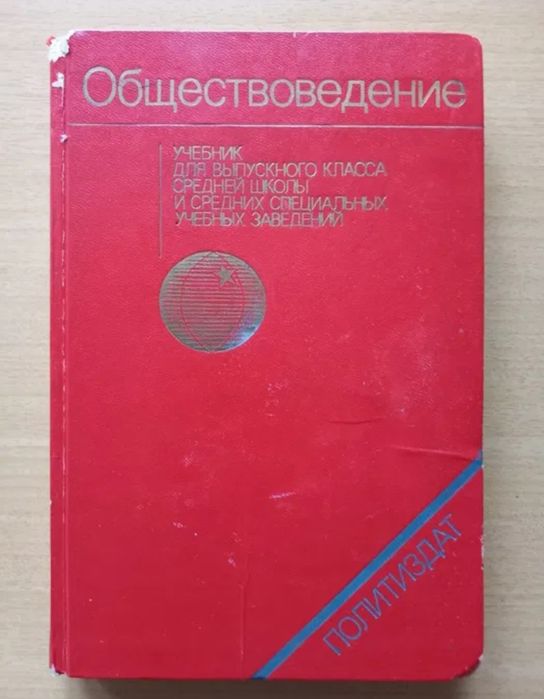 Обществоведение
УЧЕБНИК
ДЛЯ ВЫПУСКНОГО КЛАССА
СРЕДНЕЙ ШКОЛЫ
И СРЕДНИХ СПЕЦИАЛЬНЫХ
УЧЕБНЫХ ЗАВЕДЕНИЙ
ПОЛИТИЗДАТ